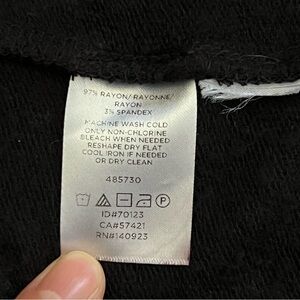 97% RAYON/RAYONNE/
RAYON
3% SPANDEX
MACHINE WASH COLD
ONLY NON-CHLORINE
BLEACH WHEN NEEDED
RESHAPE DRY FLAT
COOL IRON IF NEEDED
OR DRY CLEAN
485730
P
ID#70123
CA#57421
RN#140923